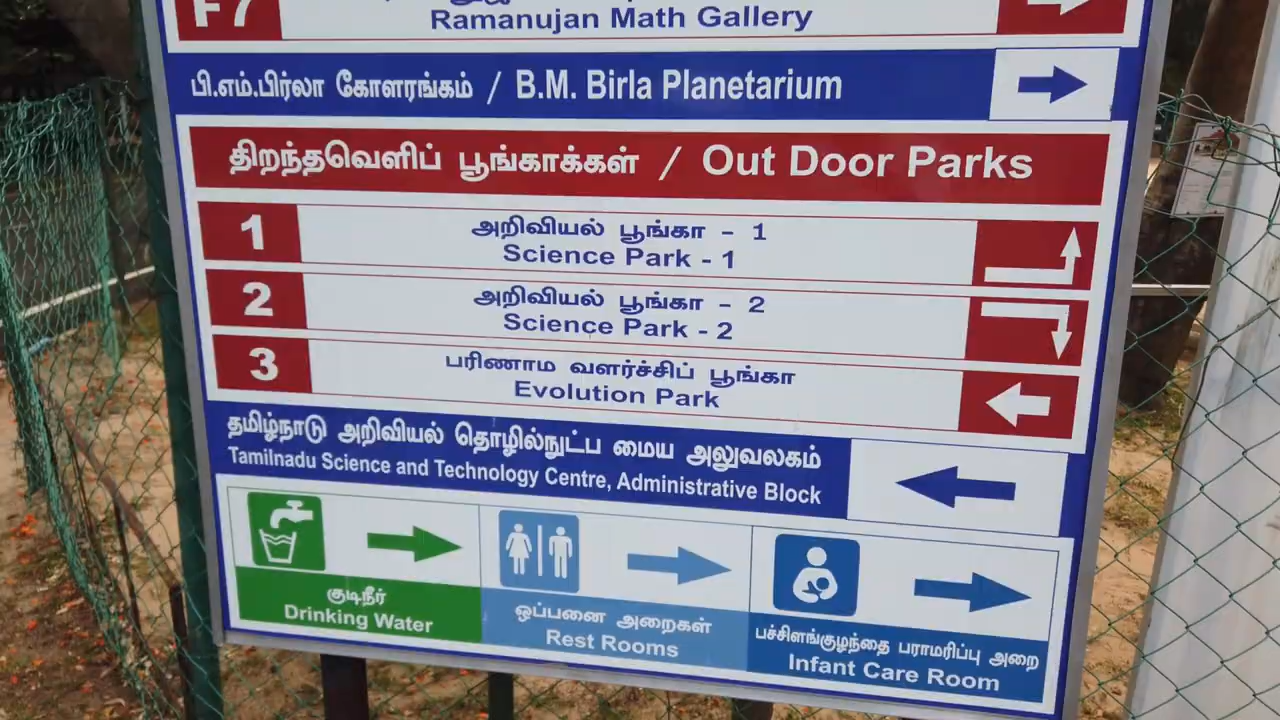 F7
Ramanujan Math Gallery
பி.எம்.பிர்லா கோளரங்கம் / B.M. Birla Planetarium
திறந்தவெளிப் பூங்காக்கள் / Out Door Parks
1
அறிவியல் பூங்கா - 1
Science Park - 1
2
அறிவியல் பூங்கா - 2
Science Park - 2
3
பரிணாம வளர்ச்சிப் பூங்கா
Evolution Park
தமிழ்நாடு அறிவியல் தொழில்நுட்ப மைய அலுவலகம்
Tamilnadu Science and Technology Centre, Administrative Block
குடிநீர்
Drinking Water
ஒப்பனை அறைகள்
Rest Rooms
பச்சிளங்குழந்தை பராமரிப்பு அறை
Infant Care Room